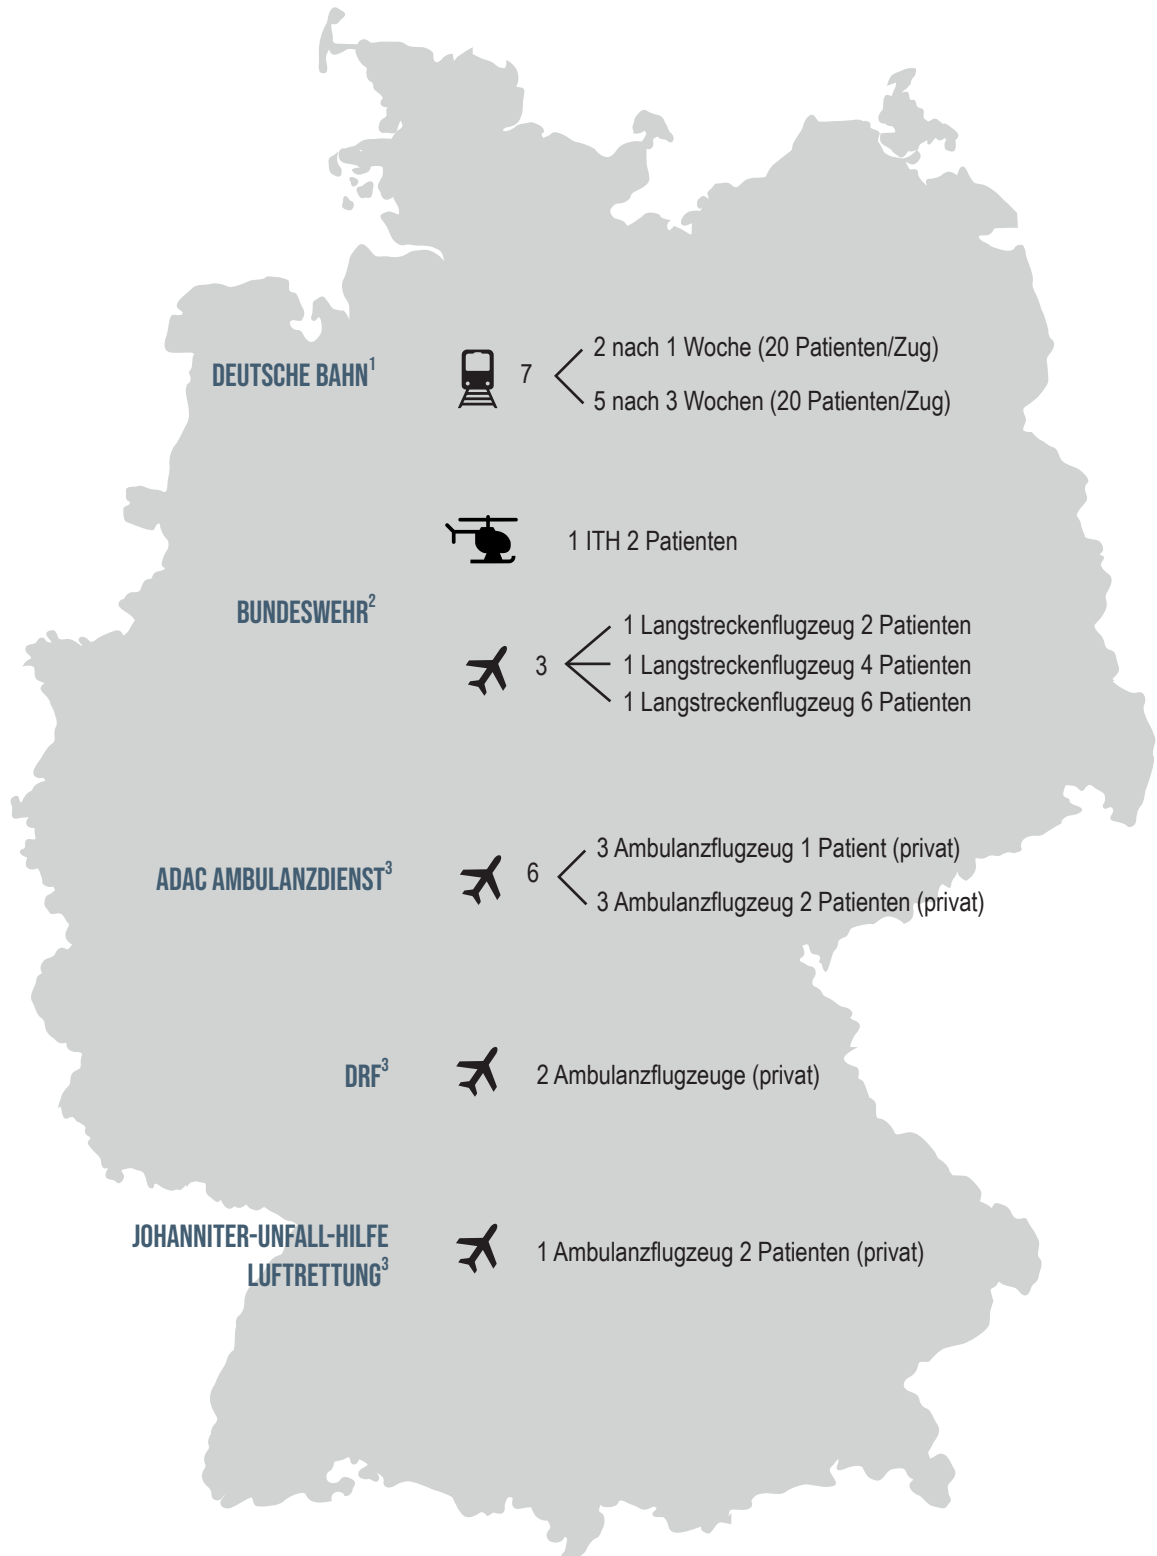 DEUTSCHE BAHN1
7
2 nach 1 Woche (20 Patienten/Zug)
5 nach 3 Wochen (20 Patienten/Zug)
1 ITH 2 Patienten
BUNDESWEHR2
3
1 Langstreckenflugzeug 2 Patienten
1 Langstreckenflugzeug 4 Patienten
1 Langstreckenflugzeug 6 Patienten
ADAC AMBULANZDIENST3
6
3 Ambulanzflugzeug 1 Patient (privat)
3 Ambulanzflugzeug 2 Patienten (privat)
DRF3
2 Ambulanzflugzeuge (privat)
JOHANNITER-UNFALL-HILFE
LUFTRETTUNG3
1 Ambulanzflugzeug 2 Patienten (privat)